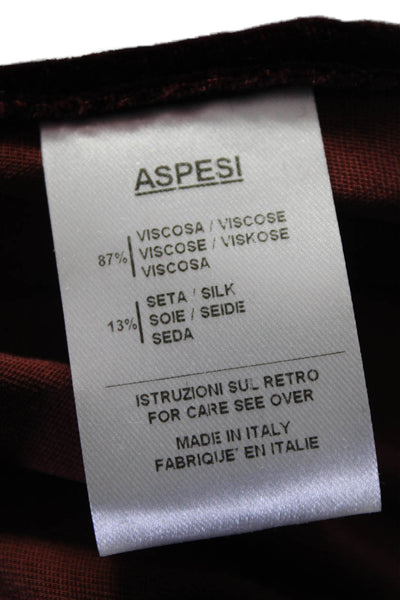 ASPESI
87% VISCOSA / VISCOSE
VISCOSE / VISKOSE
VISCOSA
13% SETA / SILK
SOIE / SEIDE
SEDA
ISTRUZIONI SUL RETRO
FOR CARE SEE OVER
MADE IN ITALY
FABRIQUE' EN ITALIE